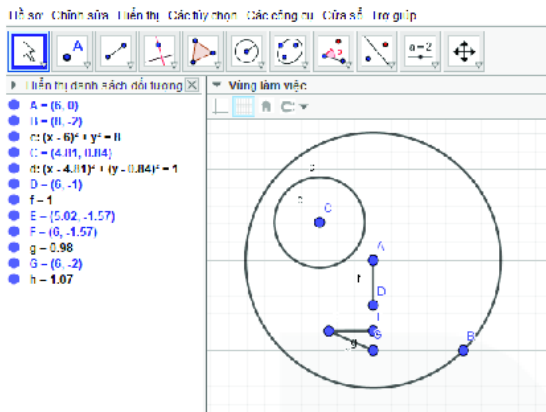 Hồ sơ Chỉnh sửa Hiển thị Các tùy chọn Các công cụ Cửa sổ Trợ giúp
A
a=2
Hiển thị danh sách đối tượng
Vùng làm việc
A = (6, 0)
B = (8, -2)
c: (x - 6)² + y² = 8
C = (4.81, 0.84)
d: (x - 4.81)² + (y - 0.84)² = 1
D = (6, -1)
f = 1
E = (5.02, -1.57)
F = (6, -1.57)
g = 0.98
G = (6, -2)
h = 1.07
C
A
f
D
G
g
B